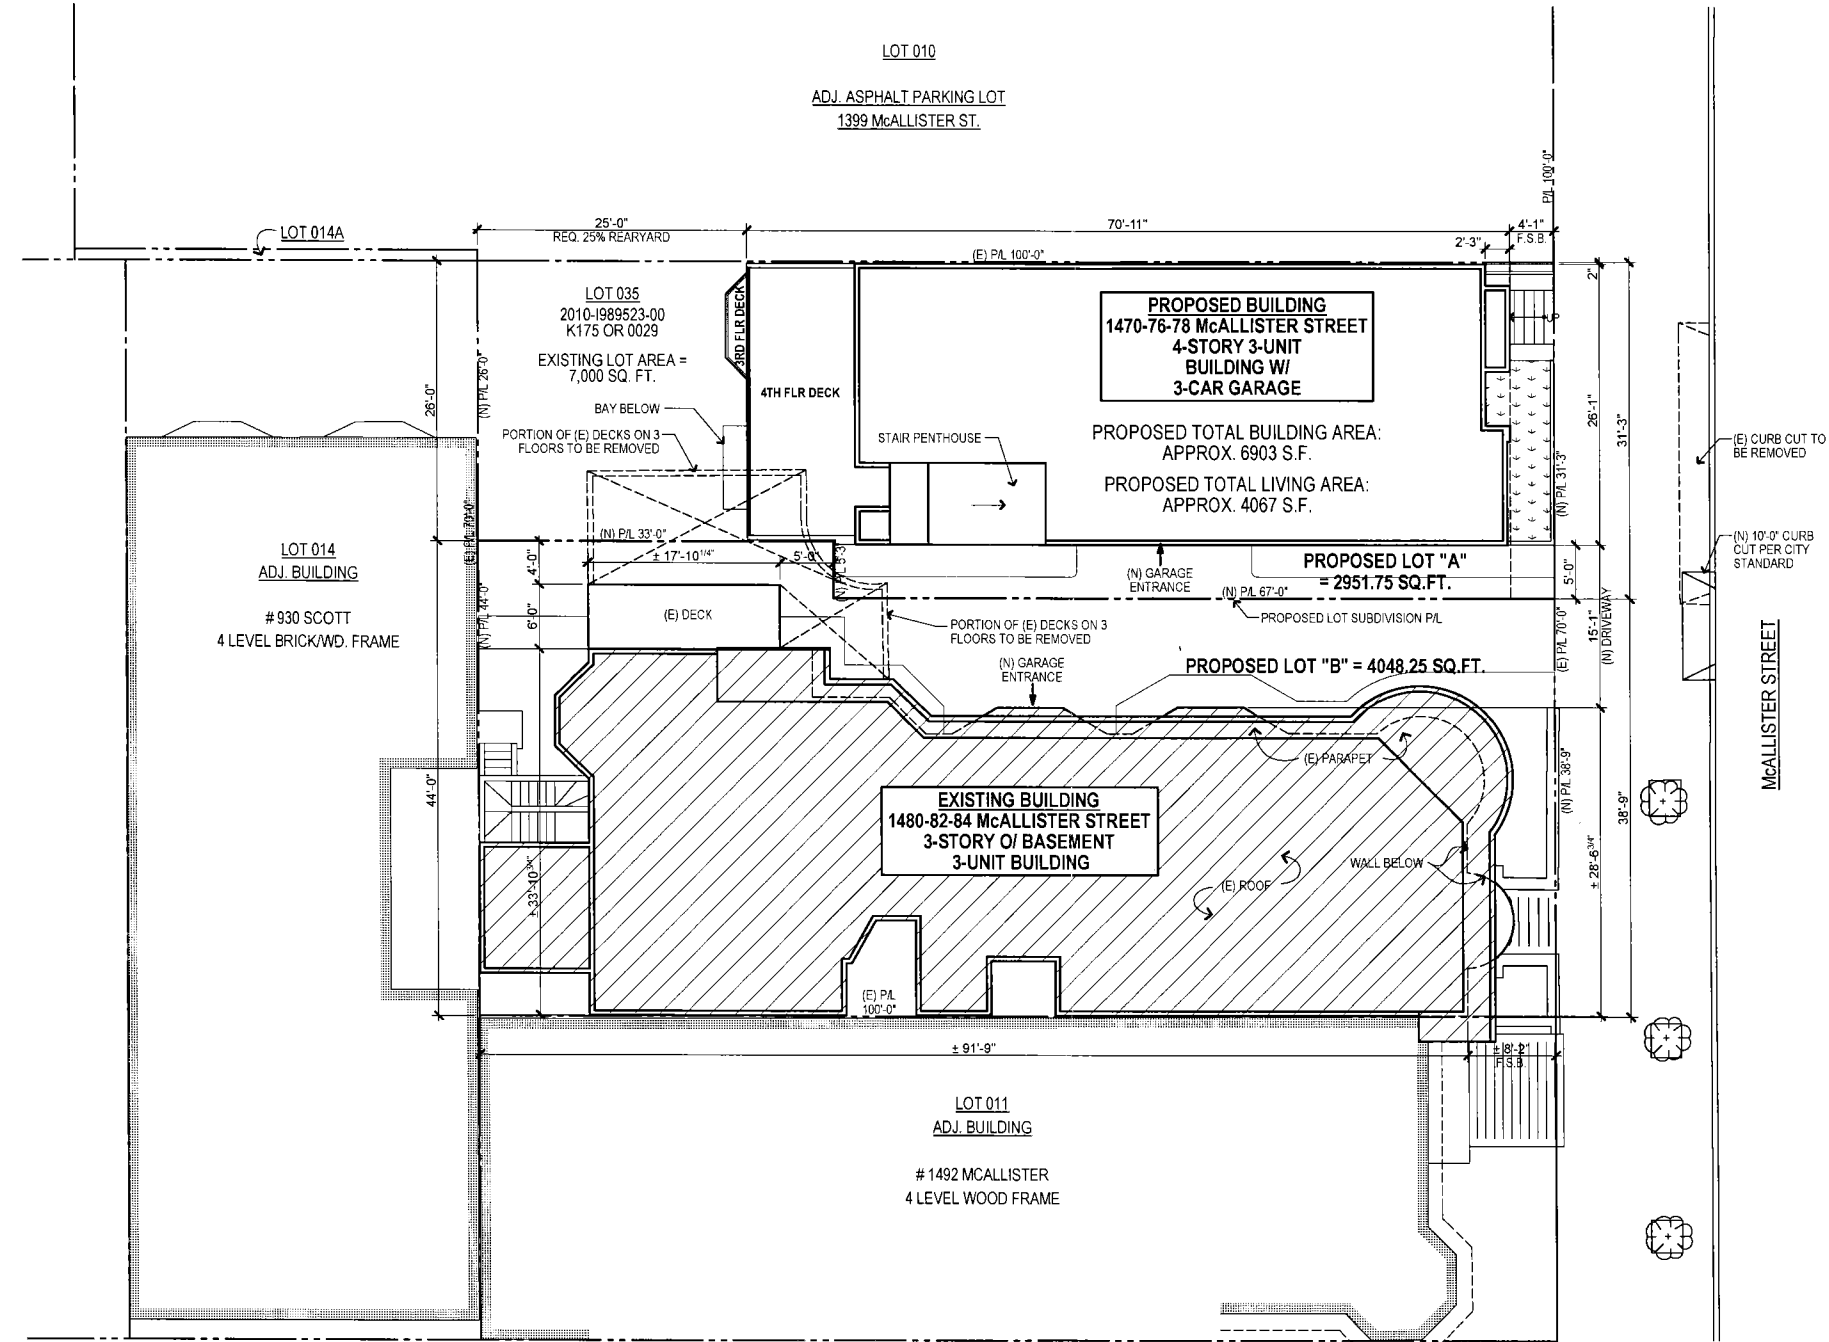 LOT 010
ADJ. ASPHALT PARKING LOT
1399 McALLISTER ST.
P/L 100'-0"
LOT 014A
25'-0"
REQ. 25% REARYARD
70'-11"
4'-1"
F.S.B.
2'-3"
(E) P/L 100'-0"
2"
LOT 035
2010-I989523-00
K175 OR 0029
EXISTING LOT AREA =
7,000 SQ. FT.
3RD FLR DECK
4TH FLR DECK
PROPOSED BUILDING
1470-76-78 McALLISTER STREET
4-STORY 3-UNIT
BUILDING W/
3-CAR GARAGE
PROPOSED TOTAL BUILDING AREA:
APPROX. 6903 S.F.
PROPOSED TOTAL LIVING AREA:
APPROX. 4067 S.F.
26'-0"
(N) P/L 26'-0"
BAY BELOW
PORTION OF (E) DECKS ON 3
FLOORS TO BE REMOVED
STAIR PENTHOUSE
26'-1"
31'-3"
(N) P/L 31'-3"
(E) CURB CUT TO
BE REMOVED
(N) 10'-0" CURB
CUT PER CITY
STANDARD
LOT 014
ADJ. BUILDING
# 930 SCOTT
4 LEVEL BRICK/WD. FRAME
(E) P/L 70'-0"
(N) P/L 44'-0"
(N) P/L 33'-0"
4'-0"
± 17'-10 1/4"
5'-0"
(N) P/L 5'-3
(N) GARAGE
ENTRANCE
PROPOSED LOT "A"
= 2951.75 SQ.FT.
5'-0"
(N) P/L 67'-0"
PROPOSED LOT SUBDIVISION P/L
6'-0"
(E) DECK
PORTION OF (E) DECKS ON 3
FLOORS TO BE REMOVED
(N) GARAGE
ENTRANCE
PROPOSED LOT "B" = 4048.25 SQ.FT.
(E) P/L 70'-0"
15'-1"
(N) DRIVEWAY
McALLISTER STREET
44'-0"
± 33'-10 3/4"
(E) PARAPET
EXISTING BUILDING
1480-82-84 McALLISTER STREET
3-STORY O/ BASEMENT
3-UNIT BUILDING
WALL BELOW
(E) ROOF
(N) P/L 38'-9"
38'-9"
± 28'-6 3/4"
(E) P/L
100'-0"
± 91'-9"
± 8'-2"
F.S.B.
LOT 011
ADJ. BUILDING
# 1492 MCALLISTER
4 LEVEL WOOD FRAME